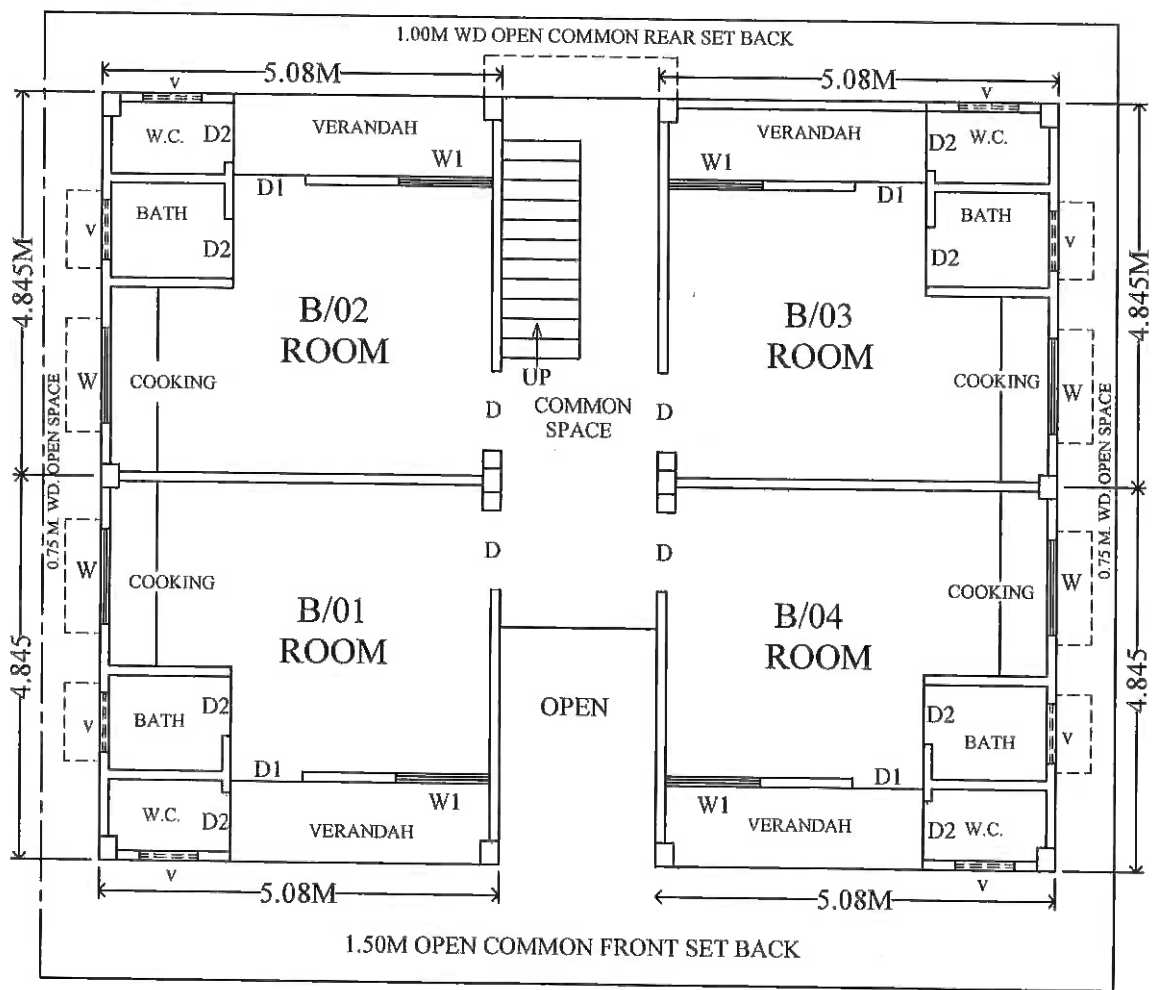 1.00M WD OPEN COMMON REAR SET BACK
5.08M
5.08M
V
V
W.C.
D2
VERANDAH
W1
D1
VERANDAH
W1
D1
D2
W.C.
BATH
D2
V
BATH
D2
V
4.845M
4.845M
B/02
ROOM
B/03
ROOM
UP
COMMON
SPACE
COOKING
W
D
D
COOKING
W
0.75 M. WD. OPEN SPACE
0.75 M. WD. OPEN SPACE
COOKING
W
D
D
COOKING
W
B/01
ROOM
B/04
ROOM
4.845
4.845
OPEN
BATH
D2
V
D2
BATH
V
D1
W1
W1
D1
W.C.
D2
VERANDAH
VERANDAH
D2
W.C.
V
V
5.08M
5.08M
1.50M OPEN COMMON FRONT SET BACK